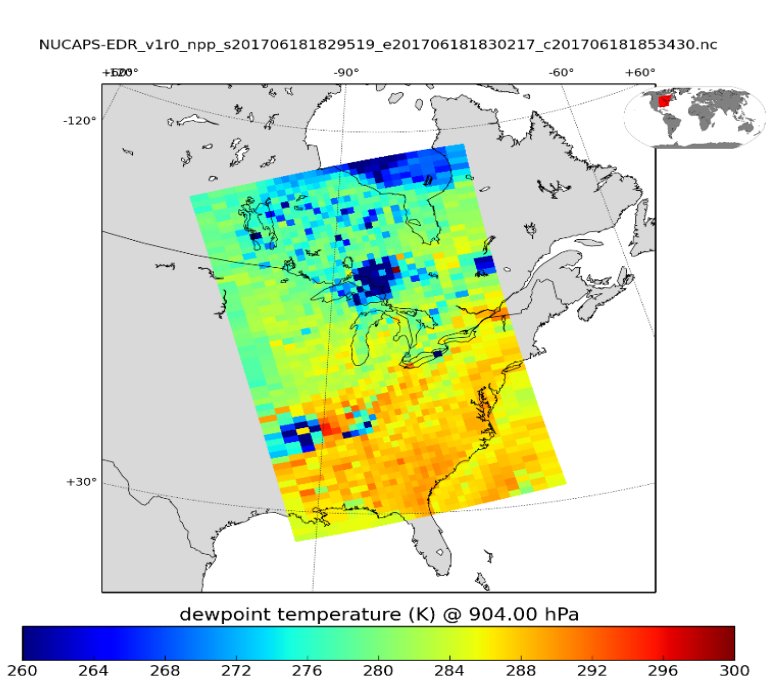 NUCAPS-EDR_v1r0_npp_s201706181829519_e201706181830217_c201706181853430.nc
-90° -60° +60°
-120°
+30°
dewpoint temperature (K) @ 904.00 hPa
260 264 268 272 276 280 284 288 292 296 300